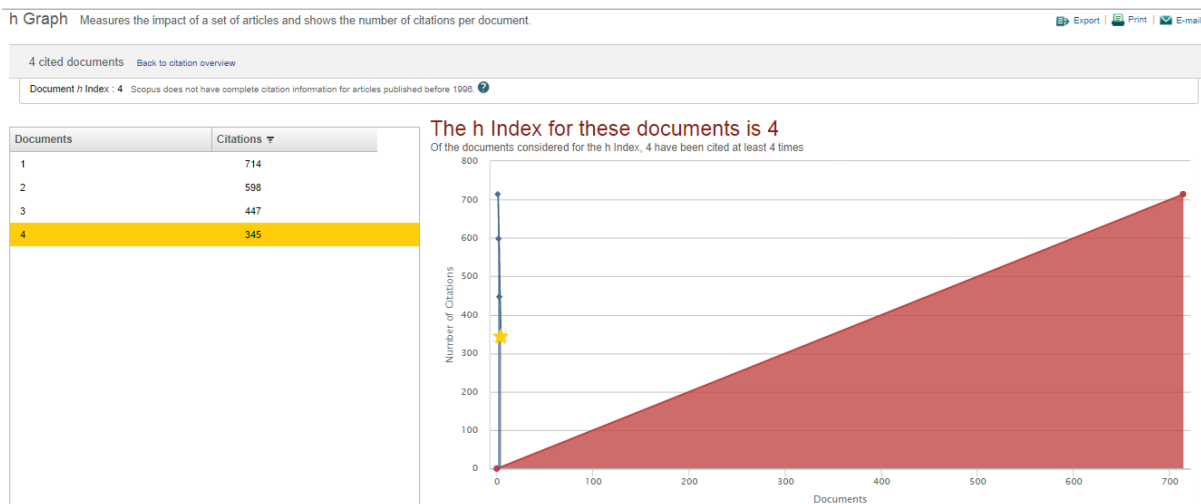 h Graph Measures the impact of a set of articles and shows the number of citations per document.
Export | Print | E-mail
4 cited documents Back to citation overview
Document h Index : 4 Scopus does not have complete citation information for articles published before 1996. ?
Documents Citations
1 714
2 598
3 447
4 345
The h Index for these documents is 4
Of the documents considered for the h Index, 4 have been cited at least 4 times
800
700
600
500
400
300
200
100
0
Number of Citations
0 100 200 300 400 500 600 700
Documents